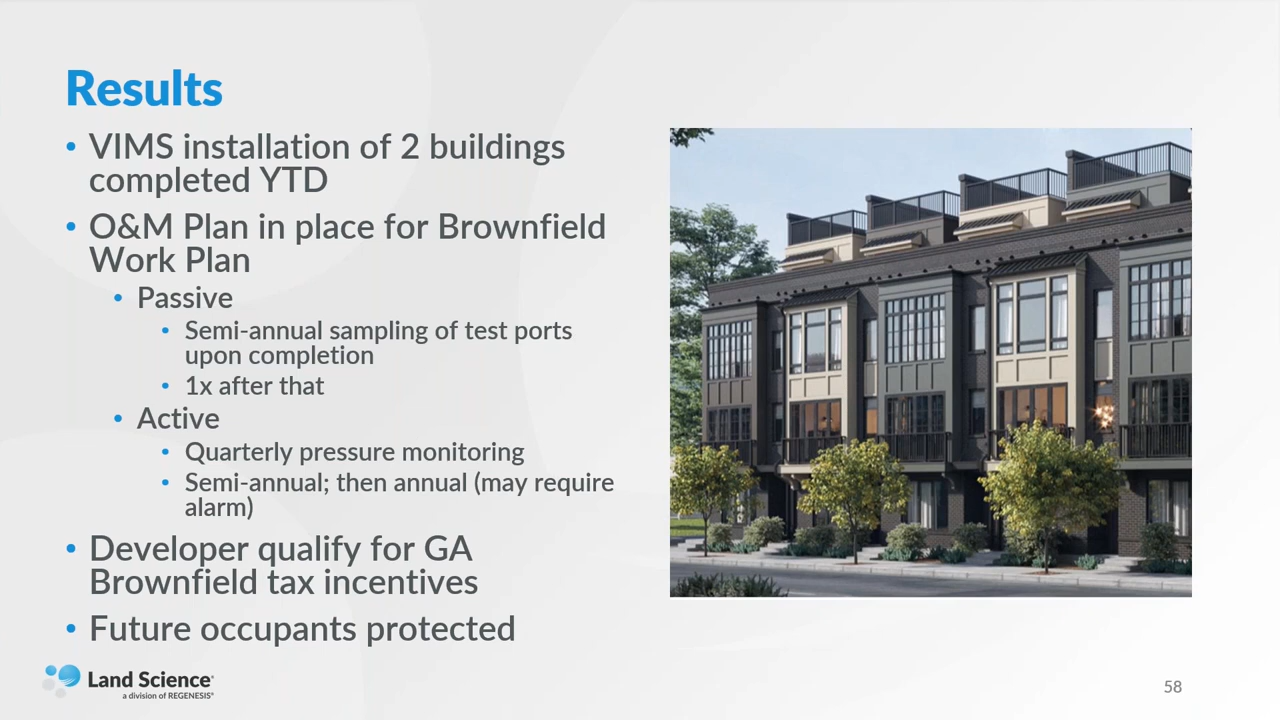 Results
• VIMS installation of 2 buildings
completed YTD
• O&M Plan in place for Brownfield
Work Plan
• Passive
• Semi-annual sampling of test ports
upon completion
• 1x after that
• Active
• Quarterly pressure monitoring
• Semi-annual; then annual (may require
alarm)
• Developer qualify for GA
Brownfield tax incentives
• Future occupants protected
Land Science®
a division of REGENESIS®
58